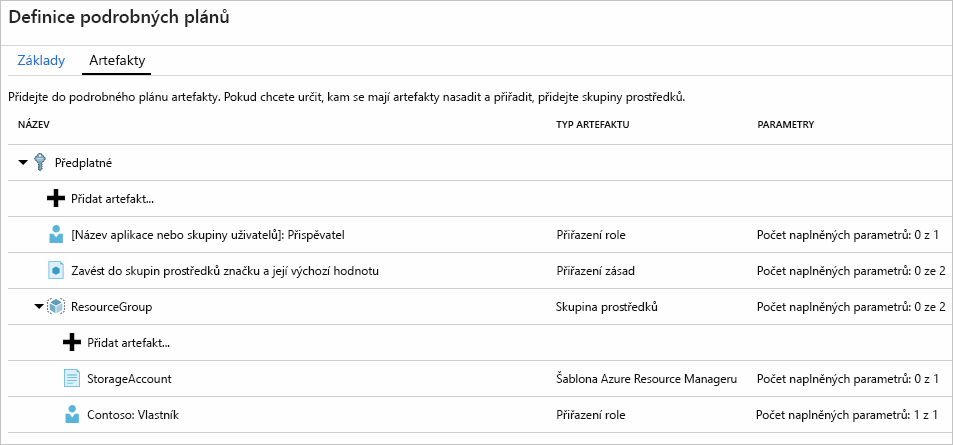 Definice podrobných plánů
Základy Artefakty
Přidejte do podrobného plánu artefakty. Pokud chcete určit, kam se mají artefakty nasadit a přiřadit, přidejte skupiny prostředků.
NÁZEV TYP ARTEFAKTU PARAMETRY
Předplatné
Přidat artefakt...
[Název aplikace nebo skupiny uživatelů]: Přispěvatel Přiřazení role Počet naplněných parametrů: 0 z 1
Zavést do skupin prostředků značku a její výchozí hodnotu Přiřazení zásad Počet naplněných parametrů: 0 ze 2
ResourceGroup Skupina prostředků Počet naplněných parametrů: 0 ze 2
Přidat artefakt...
StorageAccount Šablona Azure Resource Manageru Počet naplněných parametrů: 0 z 1
Contoso: Vlastník Přiřazení role Počet naplněných parametrů: 1 z 1